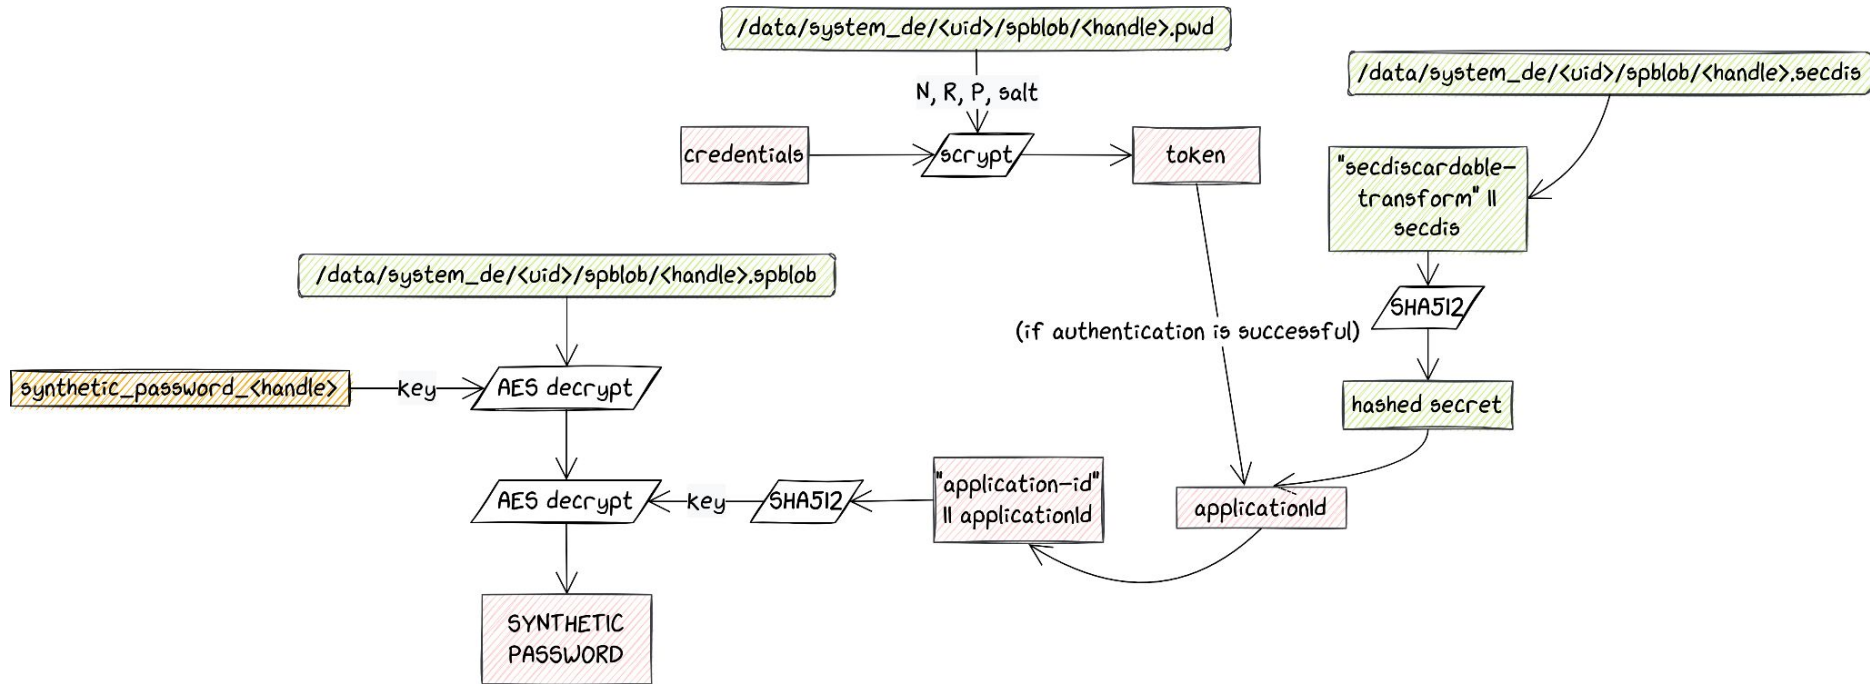 /data/system_de/<uid>/spblob/<handle>.pwd
/data/system_de/<uid>/spblob/<handle>.secdis
N, R, P, salt
credentials
scrypt
token
"secdiscardable-
transform" ||
secdis
/data/system_de/<uid>/spblob/<handle>.spblob
SHA512
(if authentication is successful)
synthetic_password_<handle>
key
AES decrypt
hashed secret
AES decrypt
key
SHA512
"application-id"
|| applicationId
applicationId
SYNTHETIC
PASSWORD